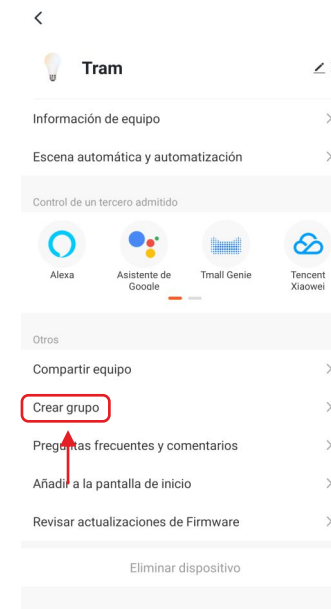 Tram
Información de equipo
Escena automática y automatización
Control de un tercero admitido
Alexa
Asistente de
Google
Tmall Genie
Tencent
Xiaowei
Otros
Compartir equipo
Crear grupo
Preguntas frecuentes y comentarios
Añadir a la pantalla de inicio
Revisar actualizaciones de Firmware
Eliminar dispositivo